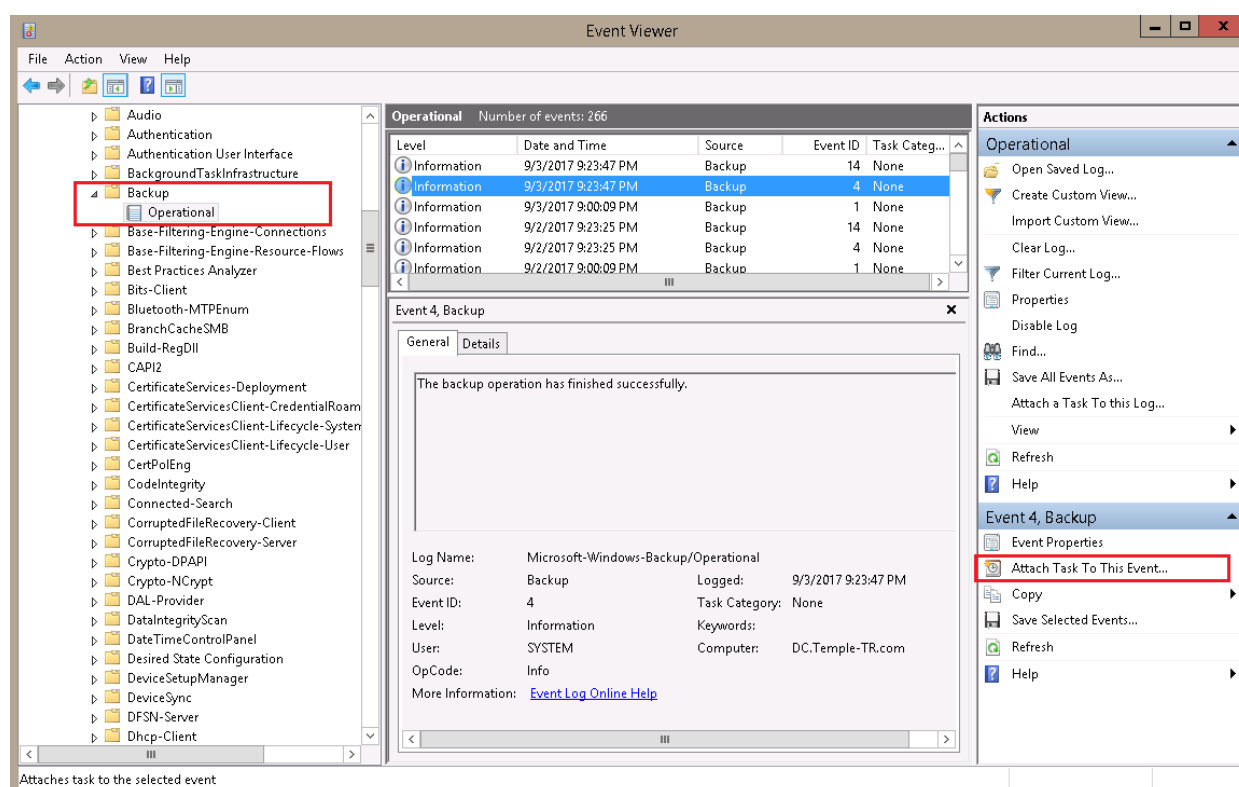 Event Viewer
File Action View Help
Audio
Authentication
Authentication User Interface
BackgroundTaskInfrastructure
Backup
Operational
Base-Filtering-Engine-Connections
Base-Filtering-Engine-Resource-Flows
Best Practices Analyzer
Bits-Client
Bluetooth-MTPEnum
BranchCacheSMB
Build-RegDll
CAPI2
CertificateServices-Deployment
CertificateServicesClient-CredentialRoam
CertificateServicesClient-Lifecycle-System
CertificateServicesClient-Lifecycle-User
CertPolEng
CodeIntegrity
Connected-Search
CorruptedFileRecovery-Client
CorruptedFileRecovery-Server
Crypto-DPAPI
Crypto-NCrypt
DAL-Provider
DataIntegrityScan
DateTimeControlPanel
Desired State Configuration
DeviceSetupManager
DeviceSync
DFSN-Server
Dhcp-Client
Operational Number of events: 266
Level Date and Time Source Event ID Task Categ...
Information 9/3/2017 9:23:47 PM Backup 14 None
Information 9/3/2017 9:23:47 PM Backup 4 None
Information 9/3/2017 9:00:09 PM Backup 1 None
Information 9/2/2017 9:23:25 PM Backup 14 None
Information 9/2/2017 9:23:25 PM Backup 4 None
Information 9/2/2017 9:00:09 PM Backup 1 None
Event 4, Backup
General Details
The backup operation has finished successfully.
Log Name: Microsoft-Windows-Backup/Operational
Source: Backup Logged: 9/3/2017 9:23:47 PM
Event ID: 4 Task Category: None
Level: Information Keywords:
User: SYSTEM Computer: DC.Temple-TR.com
OpCode: Info
More Information: Event Log Online Help
Actions
Operational
Open Saved Log...
Create Custom View...
Import Custom View...
Clear Log...
Filter Current Log...
Properties
Disable Log
Find...
Save All Events As...
Attach a Task To this Log...
View
Refresh
Help
Event 4, Backup
Event Properties
Attach Task To This Event...
Copy
Save Selected Events...
Refresh
Help
Attaches task to the selected event